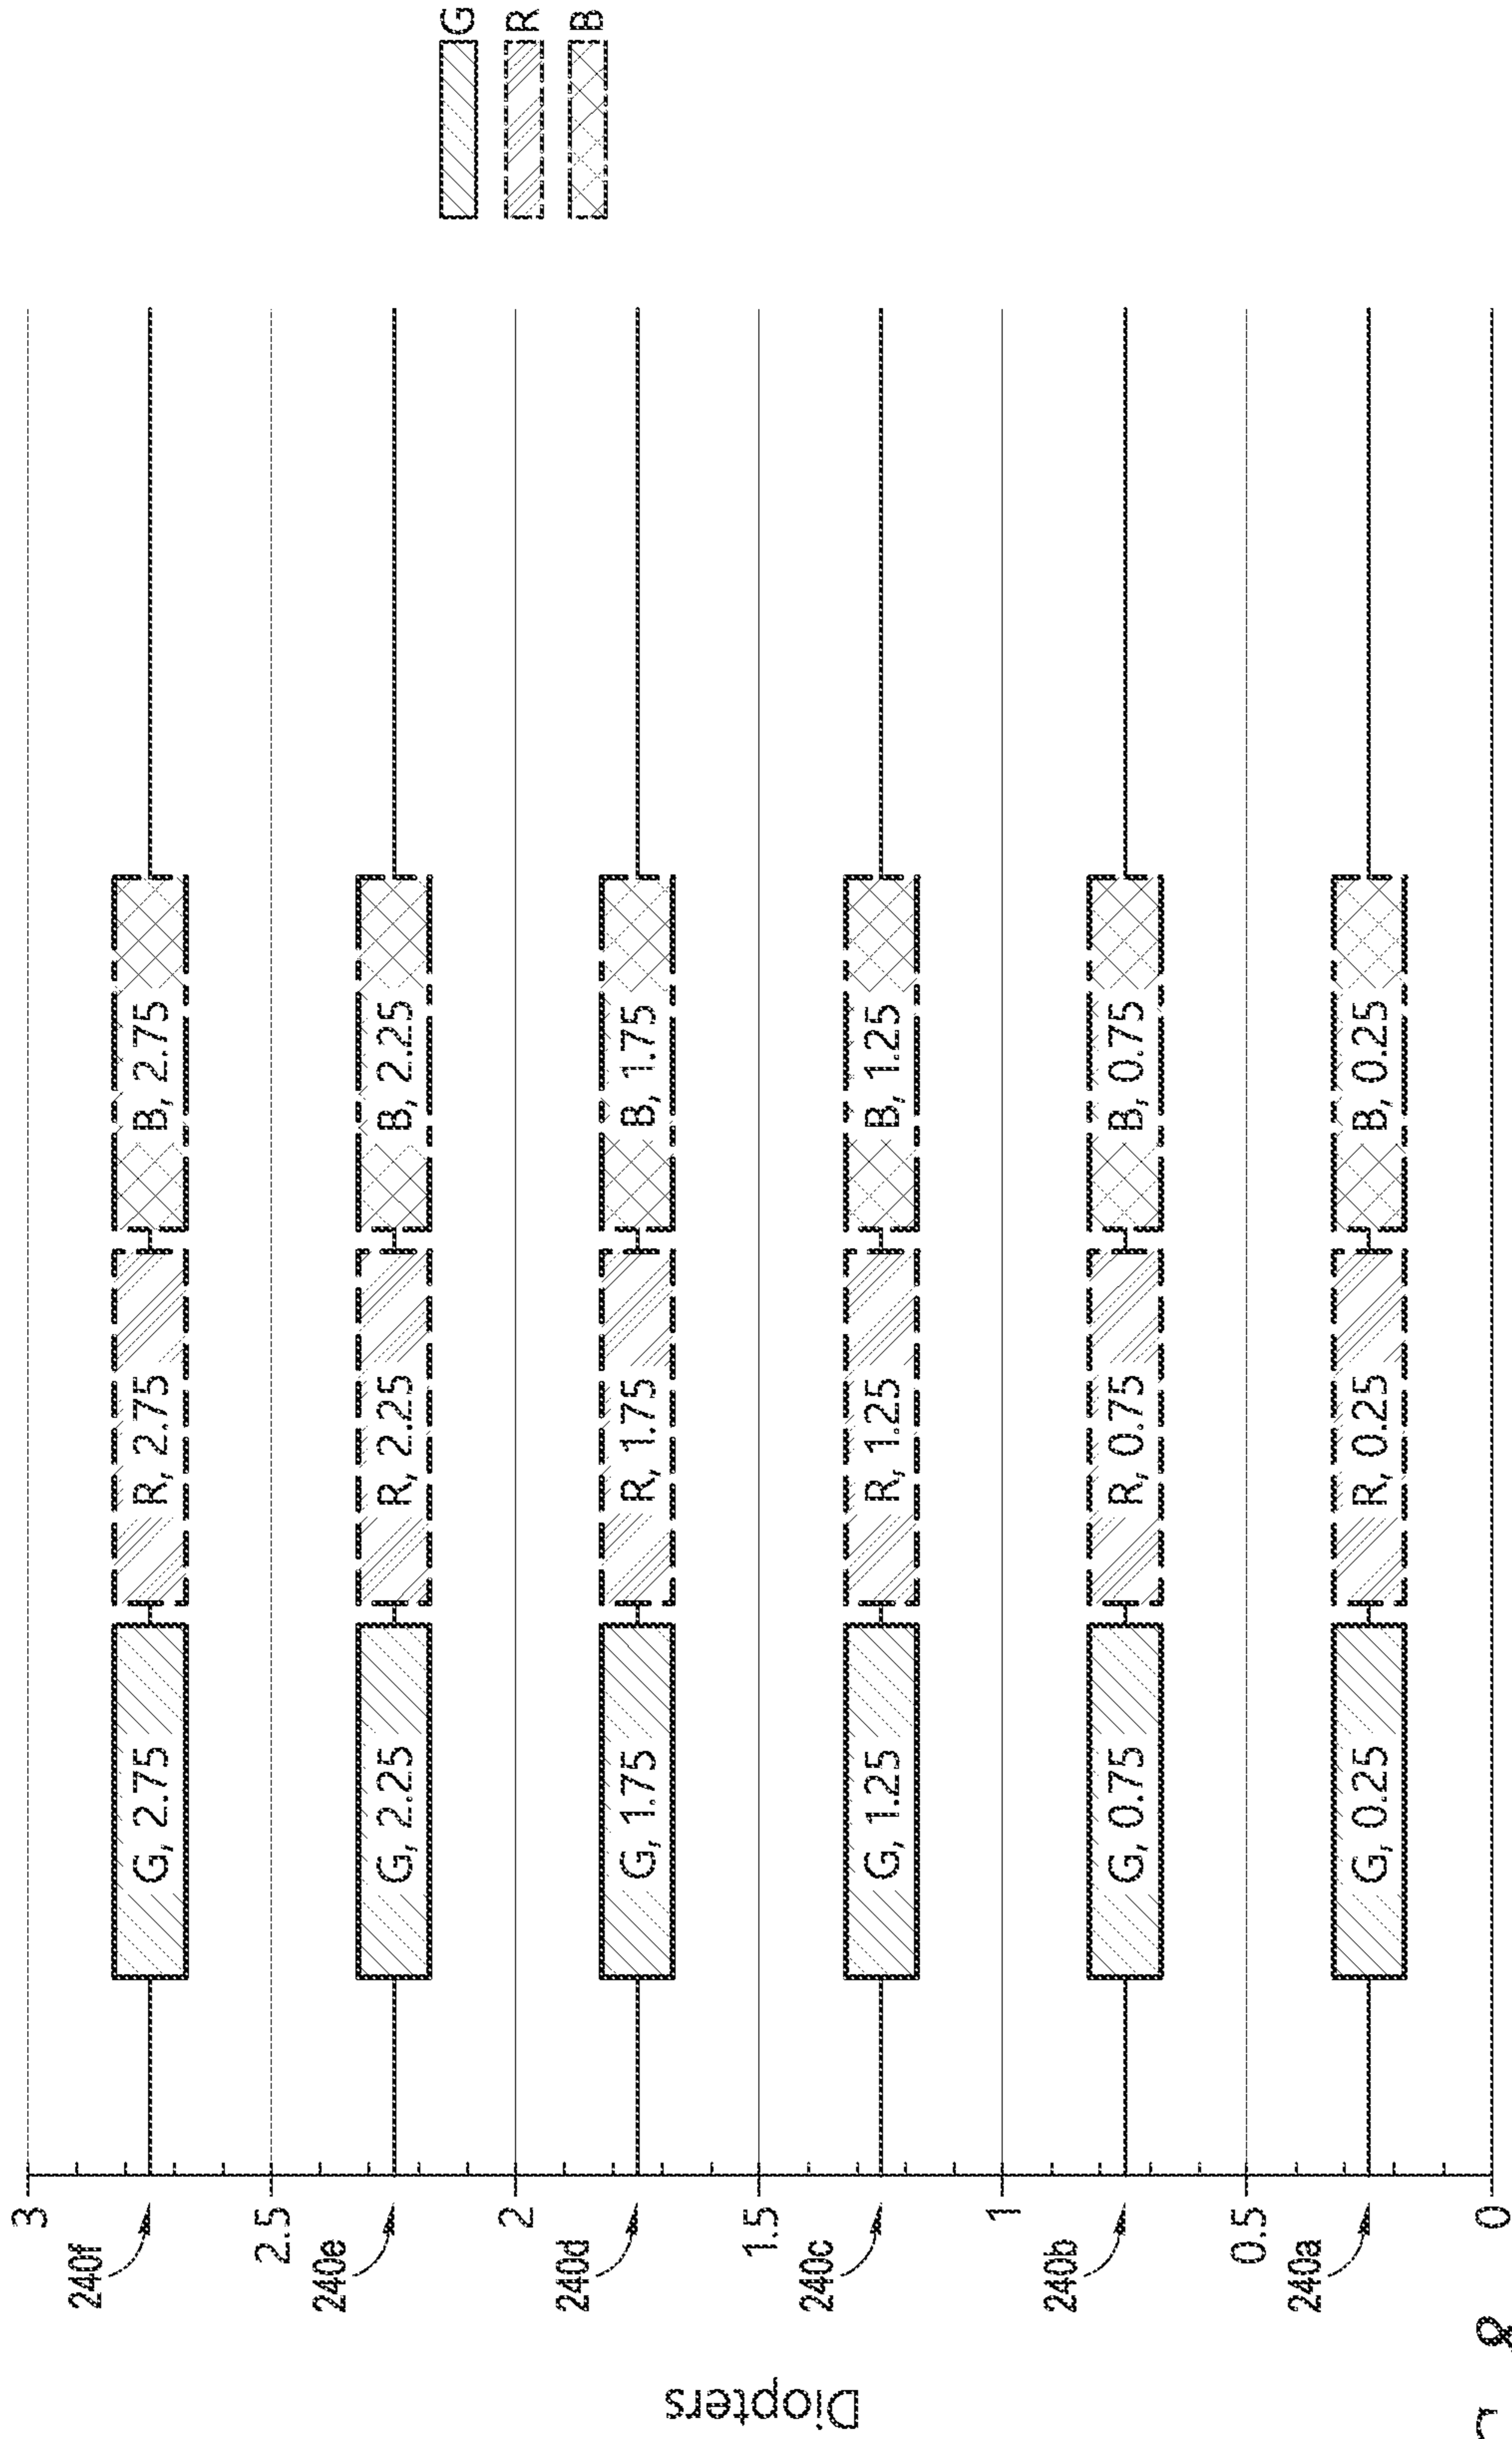 Diopters
3
240f
G, 2.75
R, 2.75
B, 2.75
2.5
240e
G, 2.25
R, 2.25
B, 2.25
2
240d
G, 1.75
R, 1.75
B, 1.75
1.5
240c
G, 1.25
R, 1.25
B, 1.25
1
240b
G, 0.75
R, 0.75
B, 0.75
0.5
240a
G, 0.25
R, 0.25
B, 0.25
0
G
R
B